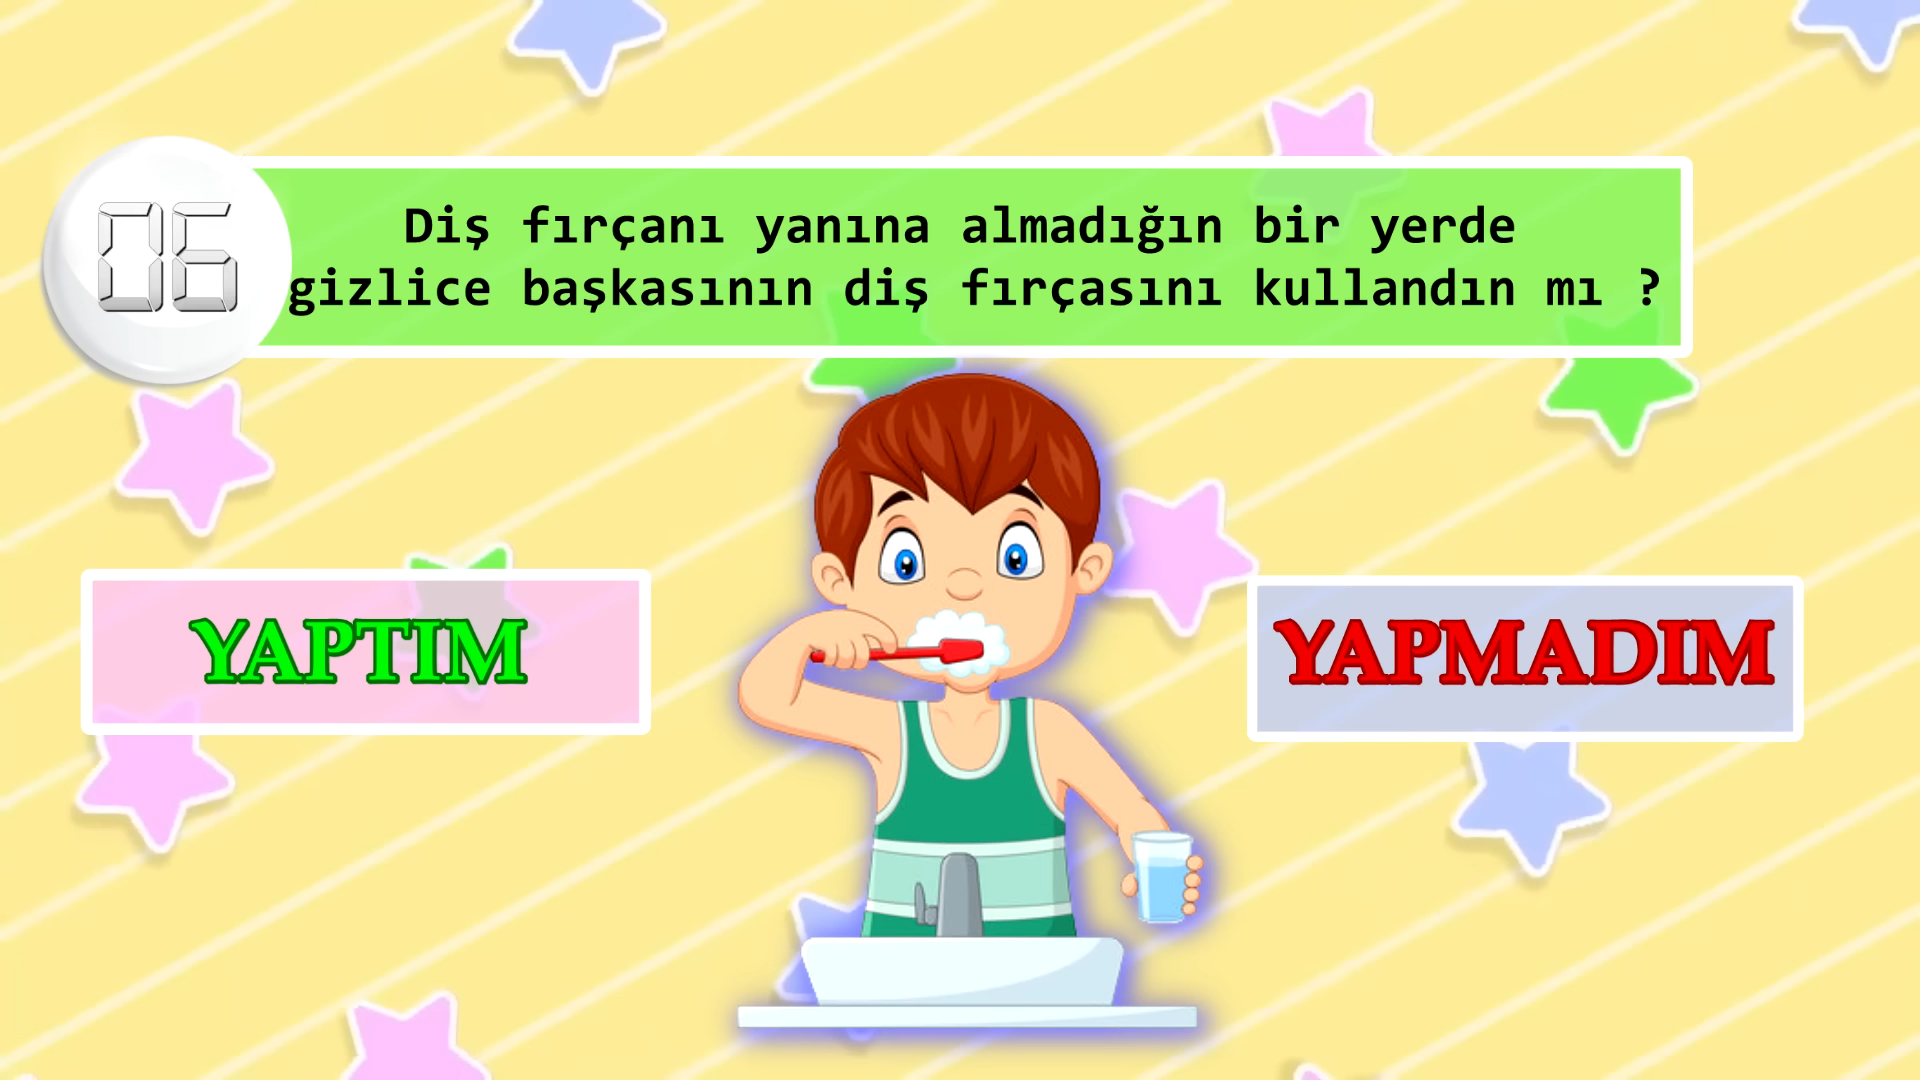 06
Diş fırçanı yanına almadığın bir yerde
gizlice başkasının diş fırçasını kullandın mı ?
YAPTIM
YAPMADIM